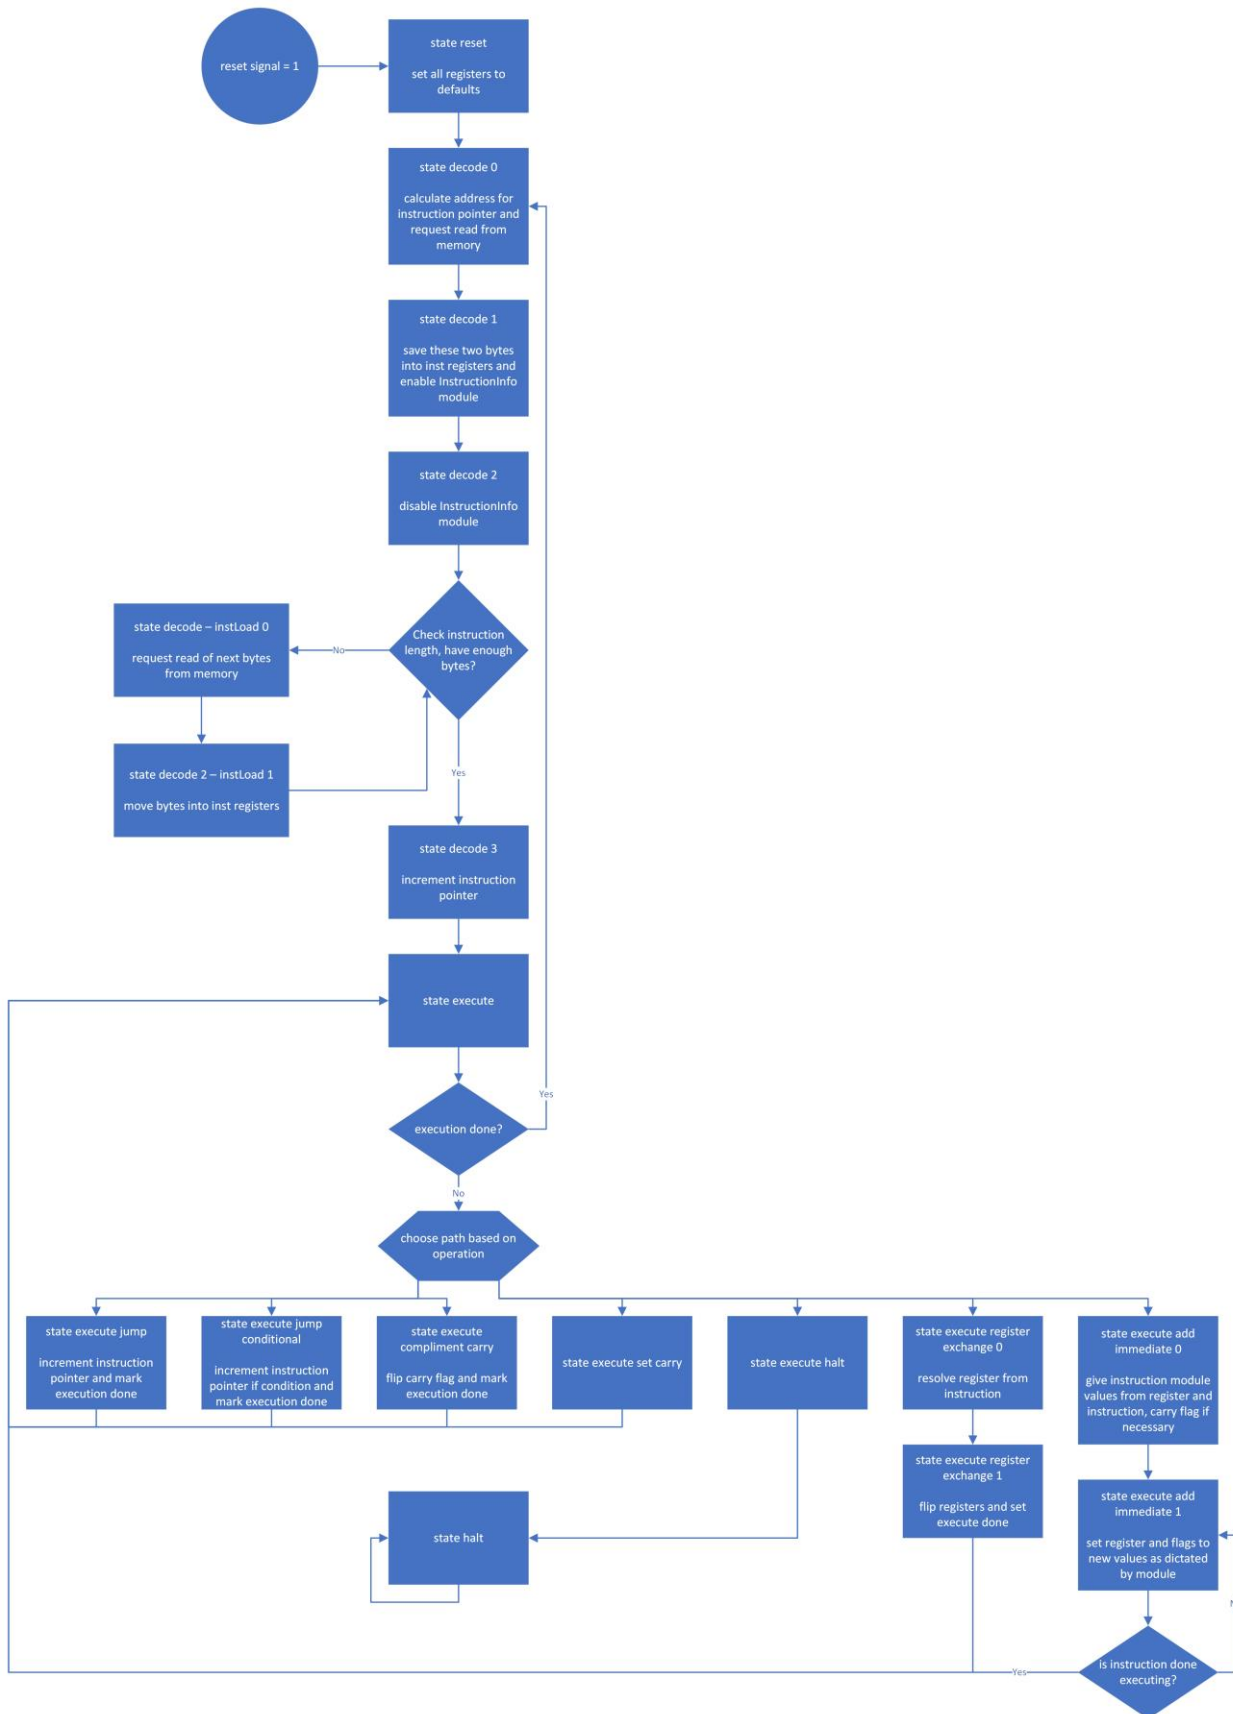 reset signal = 1
state reset
set all registers to
defaults
state decode 0
calculate address for
instruction pointer and
request read from
memory
state decode 1
save these two bytes
into inst registers and
enable InstructionInfo
module
state decode 2
disable InstructionInfo
module
Check instruction
length, have enough
bytes?
No
state decode – instLoad 0
request read of next bytes
from memory
state decode 2 – instLoad 1
move bytes into inst registers
Yes
state decode 3
increment instruction
pointer
state execute
execution done?
Yes
No
choose path based on
operation
state execute jump
increment instruction
pointer and mark
execution done
state execute jump
conditional
increment instruction
pointer if condition and
mark execution done
state execute
compliment carry
flip carry flag and mark
execution done
state execute set carry
state execute halt
state execute register
exchange 0
resolve register from
instruction
state execute add
immediate 0
give instruction module
values from register and
instruction, carry flag if
necessary
state execute register
exchange 1
flip registers and set
execute done
state execute add
immediate 1
set register and flags to
new values as dictated
by module
state halt
is instruction done
executing?
Yes